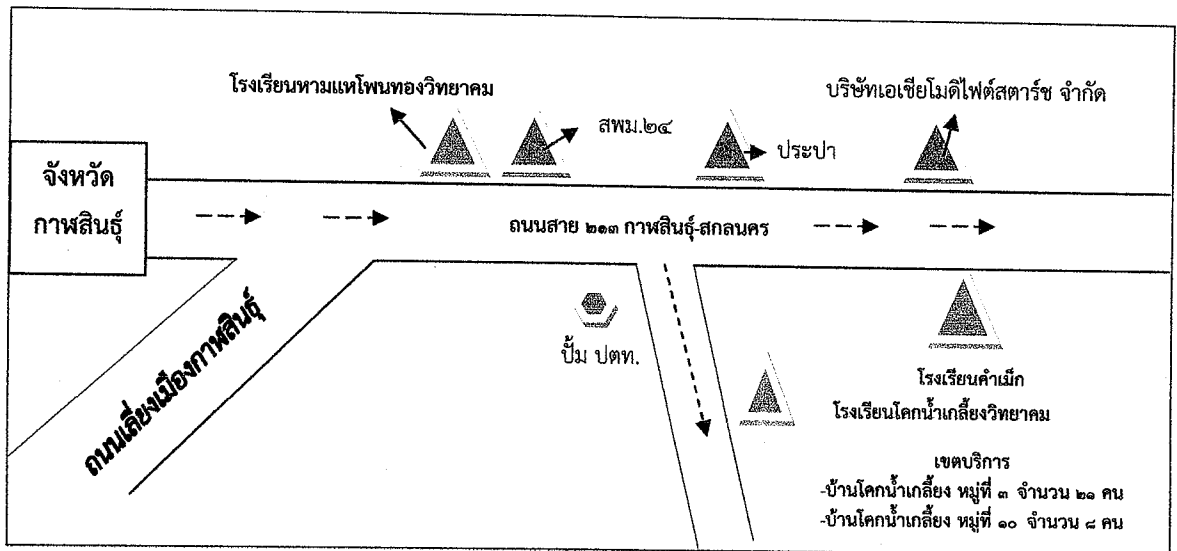 โรงเรียนหามแหโพนทองวิทยาคม
บริษัทเอเชียโมดิไฟต์สตาร์ช จำกัด
สพม.๒๔
ประปา
จังหวัด
กาฬสินธุ์
ถนนสาย ๒๑๓ กาฬสินธุ์-สกลนคร
ถนนเลี่ยงเมืองกาฬสินธุ์
ปั้ม ปตท.
โรงเรียนคำเม็ก
โรงเรียนโคกน้ำเกลี้ยงวิทยาคม
เขตบริการ
-บ้านโคกน้ำเกลี้ยง หมู่ที่ ๓ จำนวน ๒๑ คน
-บ้านโคกน้ำเกลี้ยง หมู่ที่ ๑๐ จำนวน ๘ คน